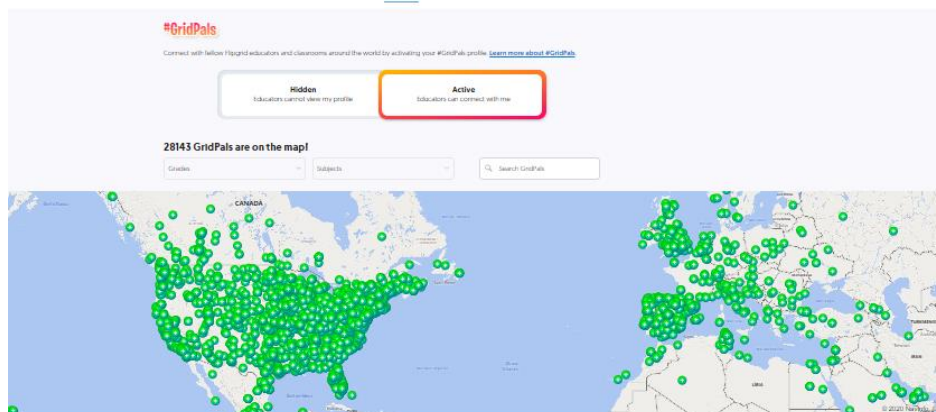 #GridPals
Connect with fellow Flipgrid educators and classrooms around the world by activating your #GridPals profile. Learn more about #GridPals.
Hidden
Educators cannot view my profile
Active
Educators can connect with me
28143 GridPals are on the map!
Grades
Subjects
Search GridPals
CANADA
LIBIA
© 2020